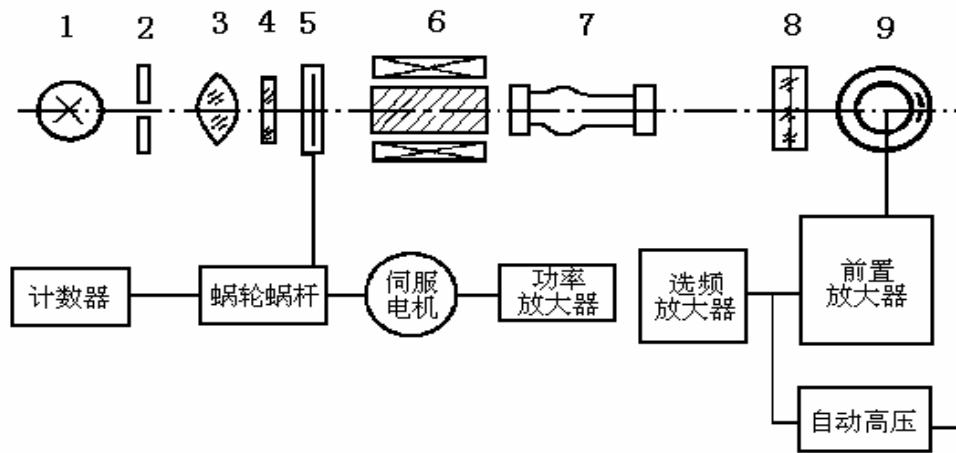 1 2 3 4 5 6 7 8 9
计数器
蜗轮蜗杆
伺服
电机
功率
放大器
选频
放大器
前置
放大器
自动高压